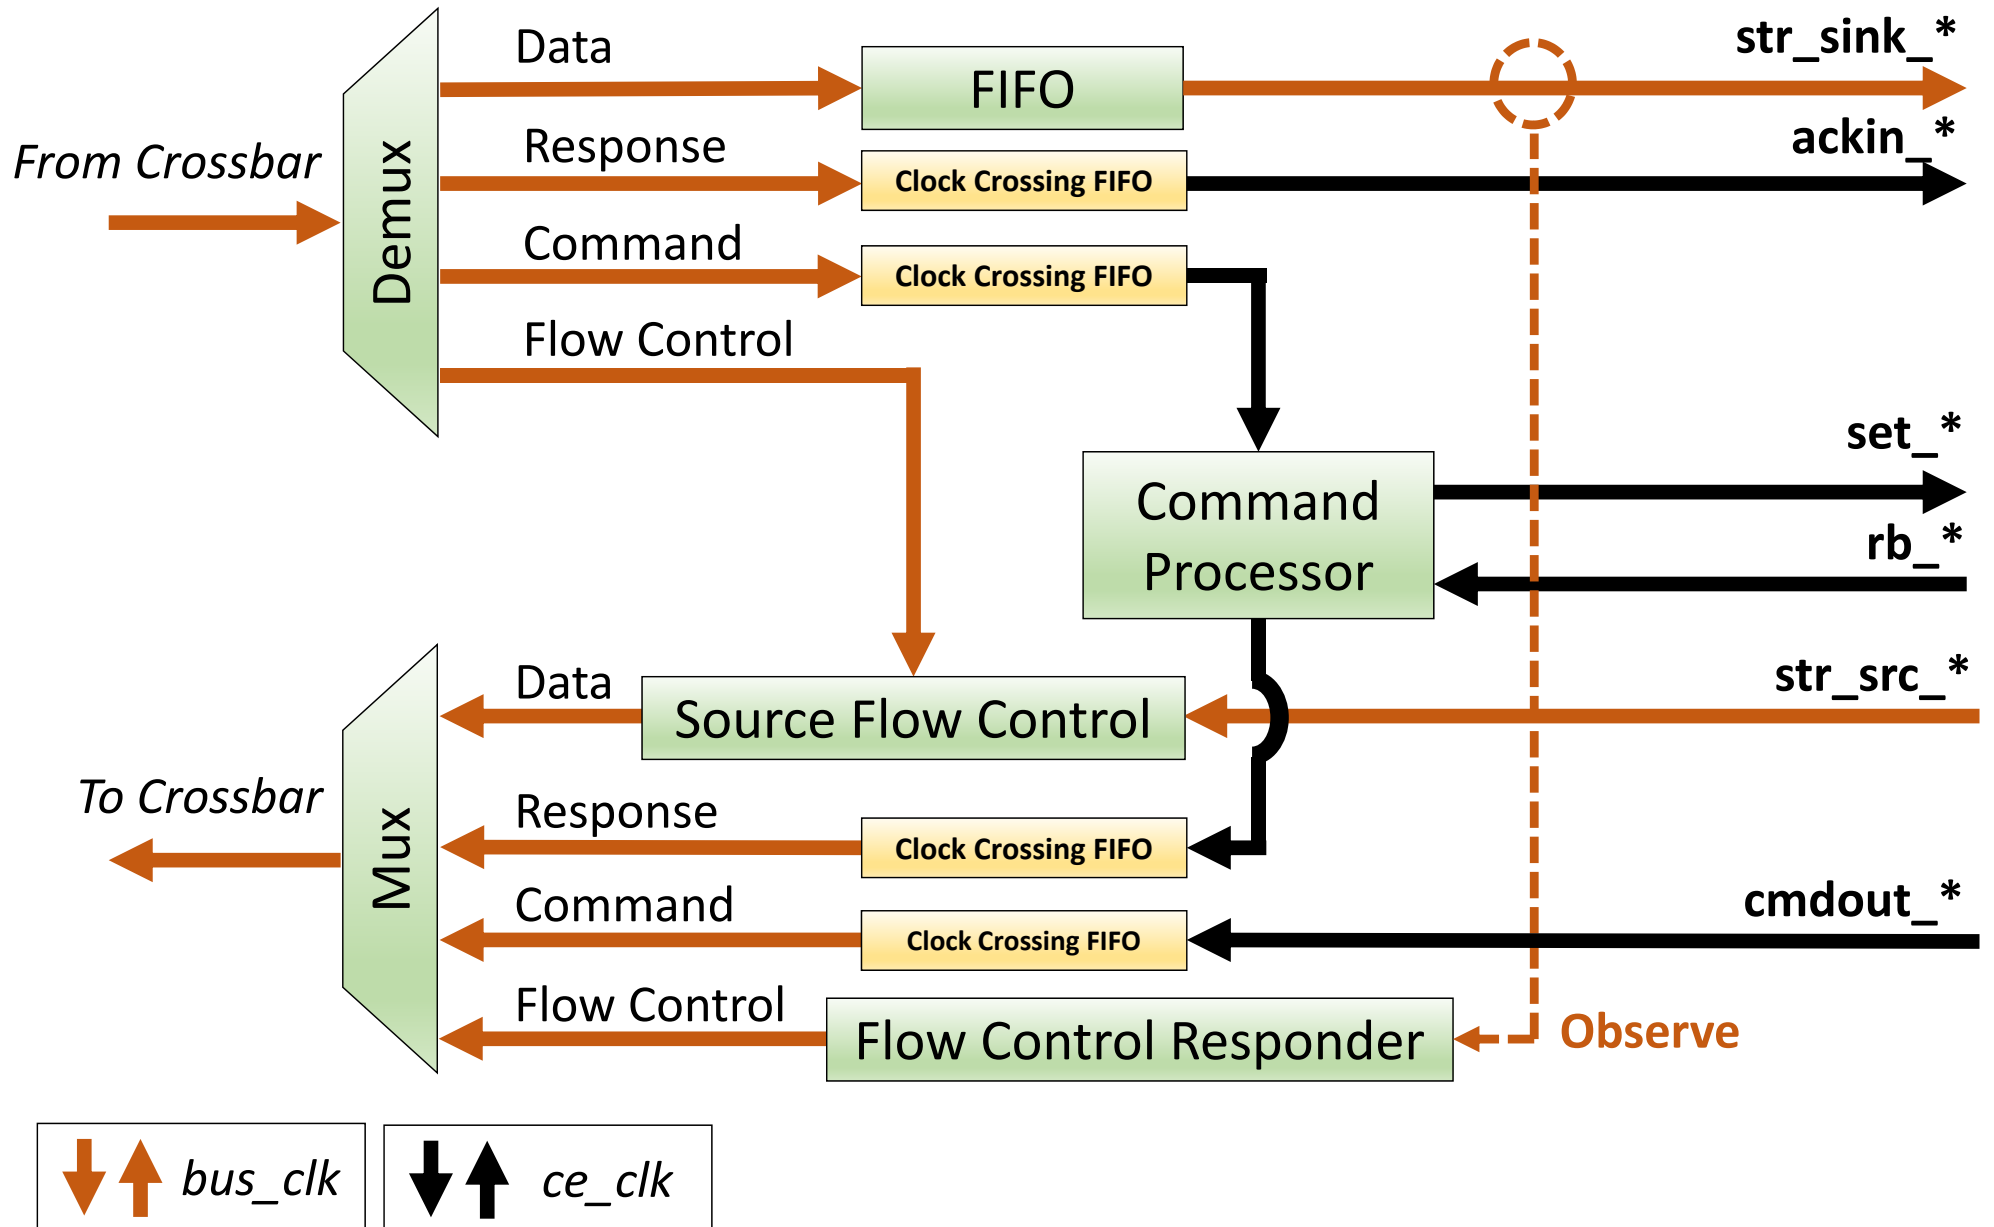 Data
FIFO
str_sink_*
From Crossbar
Demux
Response
Clock Crossing FIFO
ackin_*
Command
Clock Crossing FIFO
Flow Control
Command
Processor
set_*
rb_*
Data
Source Flow Control
str_src_*
To Crossbar
Mux
Response
Clock Crossing FIFO
Command
Clock Crossing FIFO
cmdout_*
Flow Control
Flow Control Responder
Observe
bus_clk
ce_clk